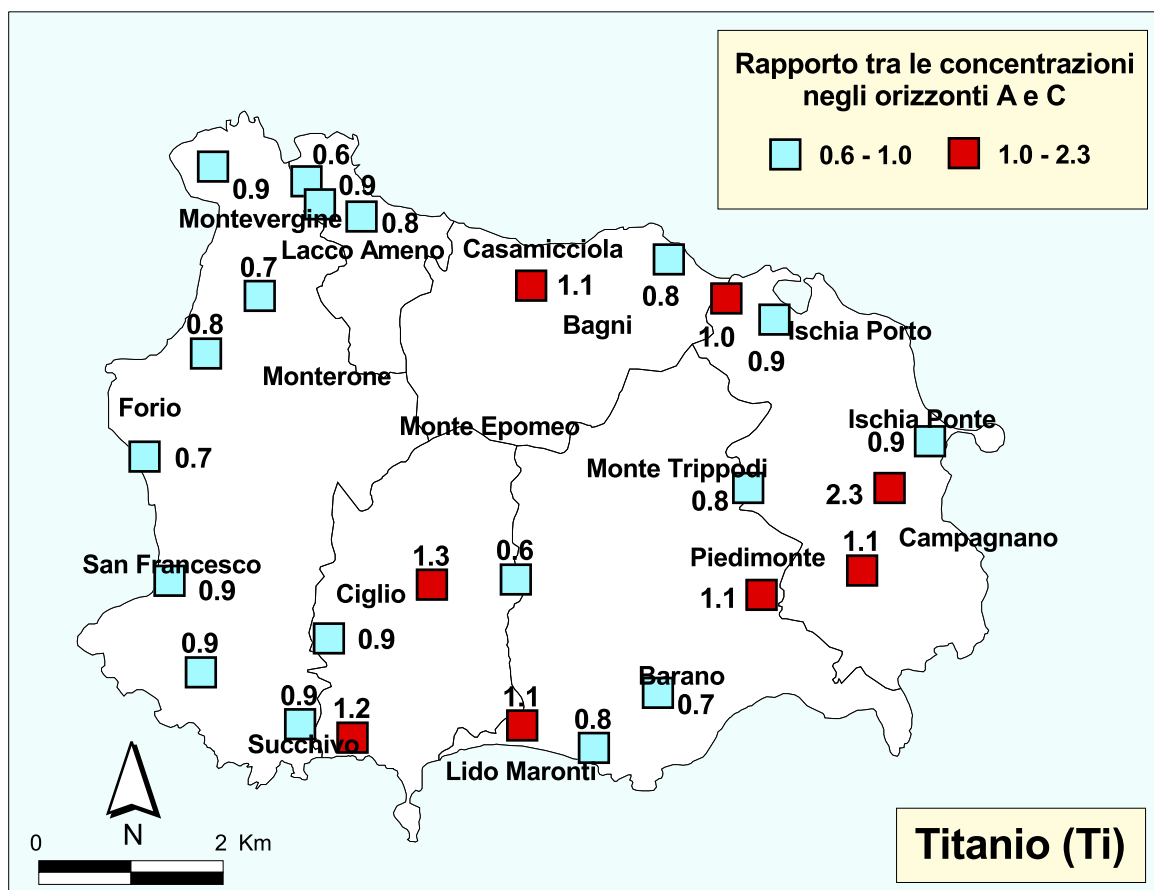 Rapporto tra le concentrazioni
negli orizzonti A e C
0.6 - 1.0
1.0 - 2.3
0.6
0.9
0.9
Montevergine
0.8
Lacco Ameno
Casamicciola
0.7
1.1
0.8
Bagni
0.8
1.0
Ischia Porto
0.9
Monterone
Forio
Monte Epomeo
Ischia Ponte
0.9
0.7
Monte Trippodi
0.8
2.3
Campagnano
1.1
1.3
0.6
Piedimonte
San Francesco
0.9
Ciglio
1.1
0.9
0.9
Barano
0.7
0.9
1.2
1.1
0.8
Succhivo
Lido Maronti
N
0
2 Km
Titanio (Ti)